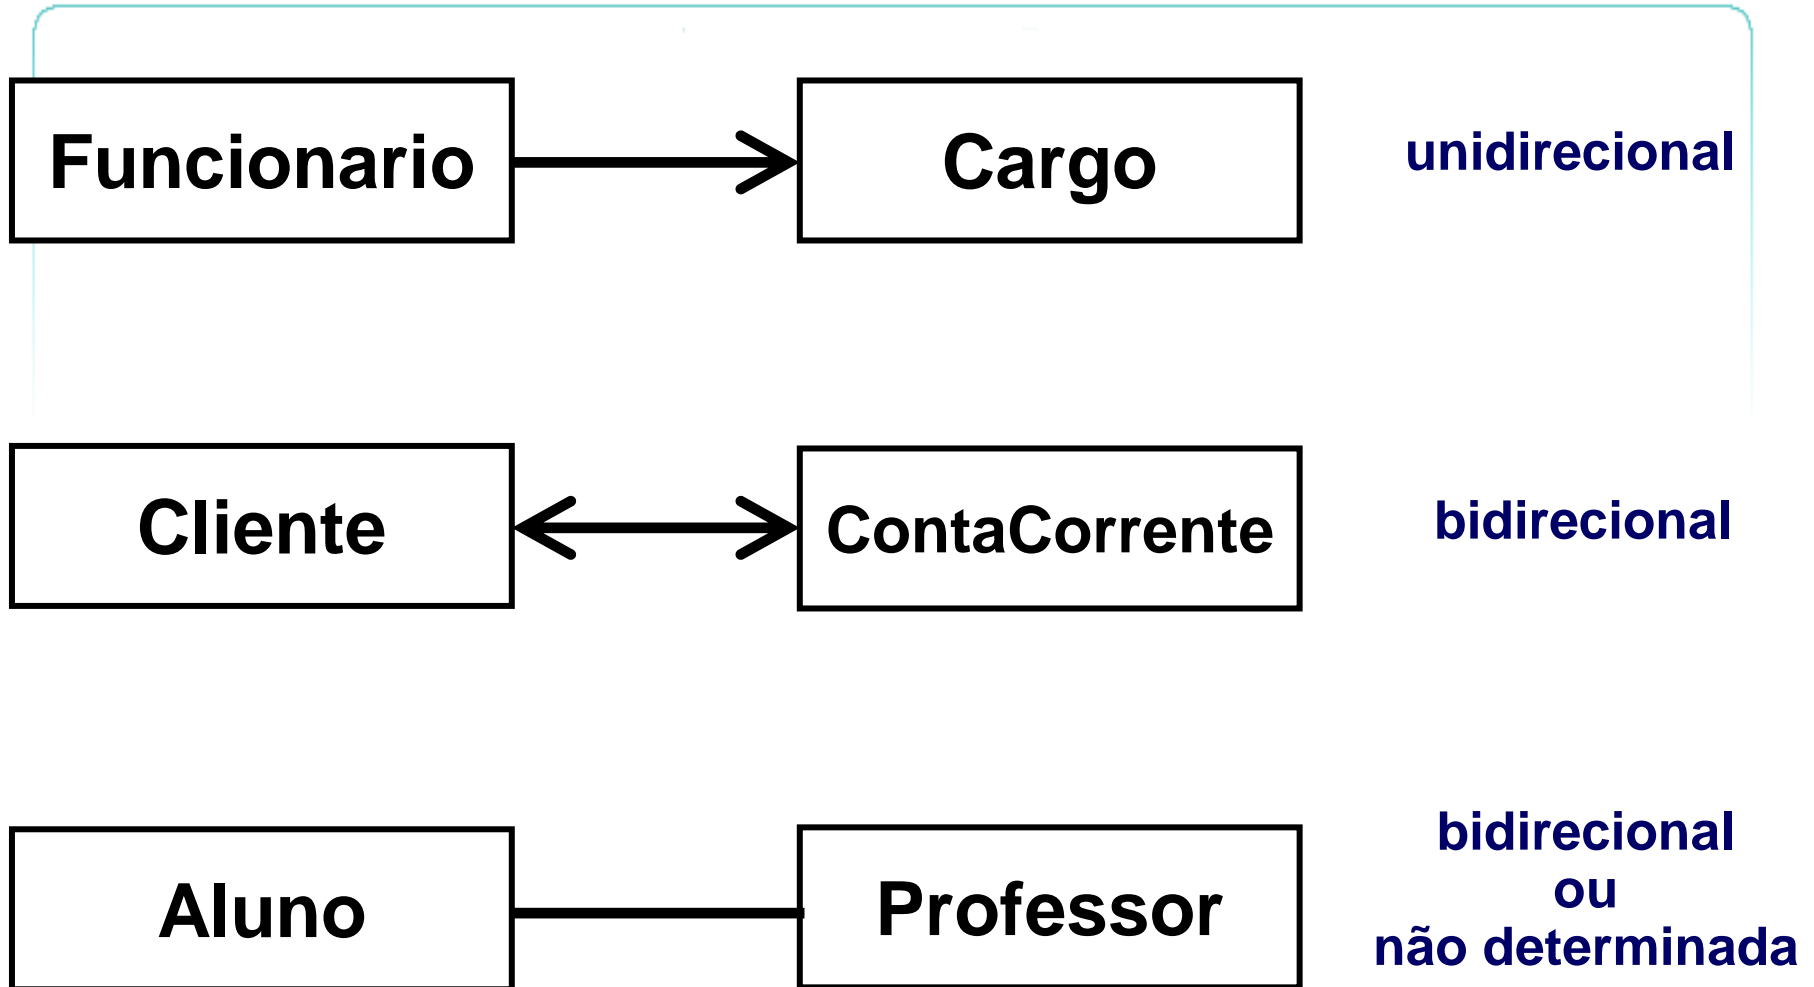 Funcionario
Cargo
unidirecional
Cliente
ContaCorrente
bidirecional
Aluno
Professor
bidirecional
ou
não determinada